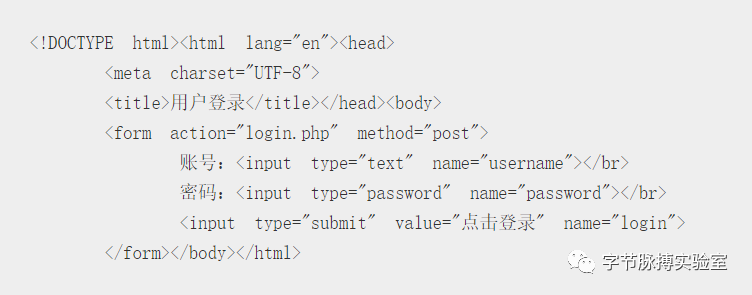 <!DOCTYPE html><html lang="en"><head>
<meta charset="UTF-8">
<title>用户登录</title></head><body>
<form action="login.php" method="post">
账号：<input type="text" name="username"></br>
密码：<input type="password" name="password"></br>
<input type="submit" value="点击登录" name="login">
</form></body></html>
字节脉搏实验室